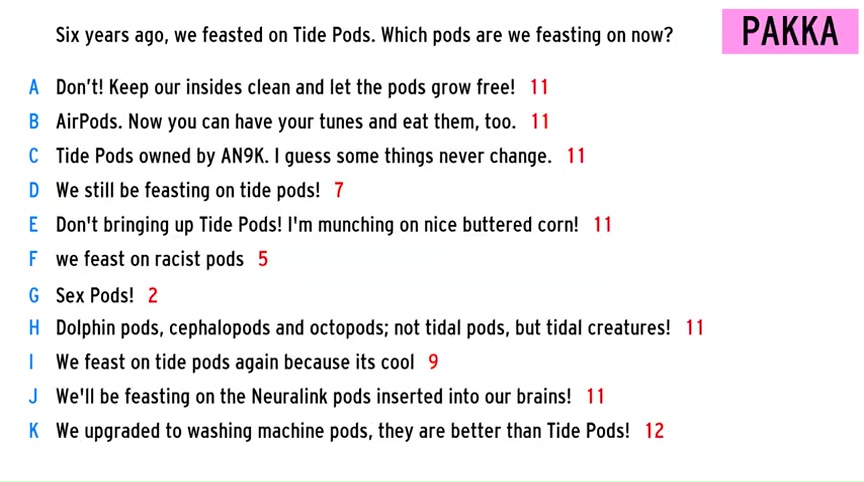 Six years ago, we feasted on Tide Pods. Which pods are we feasting on now?
PAKKA
A Don't! Keep our insides clean and let the pods grow free! 11
B AirPods. Now you can have your tunes and eat them, too. 11
C Tide Pods owned by AN9K. I guess some things never change. 11
D We still be feasting on tide pods! 7
E Don't bringing up Tide Pods! I'm munching on nice buttered corn! 11
F we feast on racist pods 5
G Sex Pods! 2
H Dolphin pods, cephalopods and octopods; not tidal pods, but tidal creatures! 11
I We feast on tide pods again because its cool 9
J We'll be feasting on the Neuralink pods inserted into our brains! 11
K We upgraded to washing machine pods, they are better than Tide Pods! 12